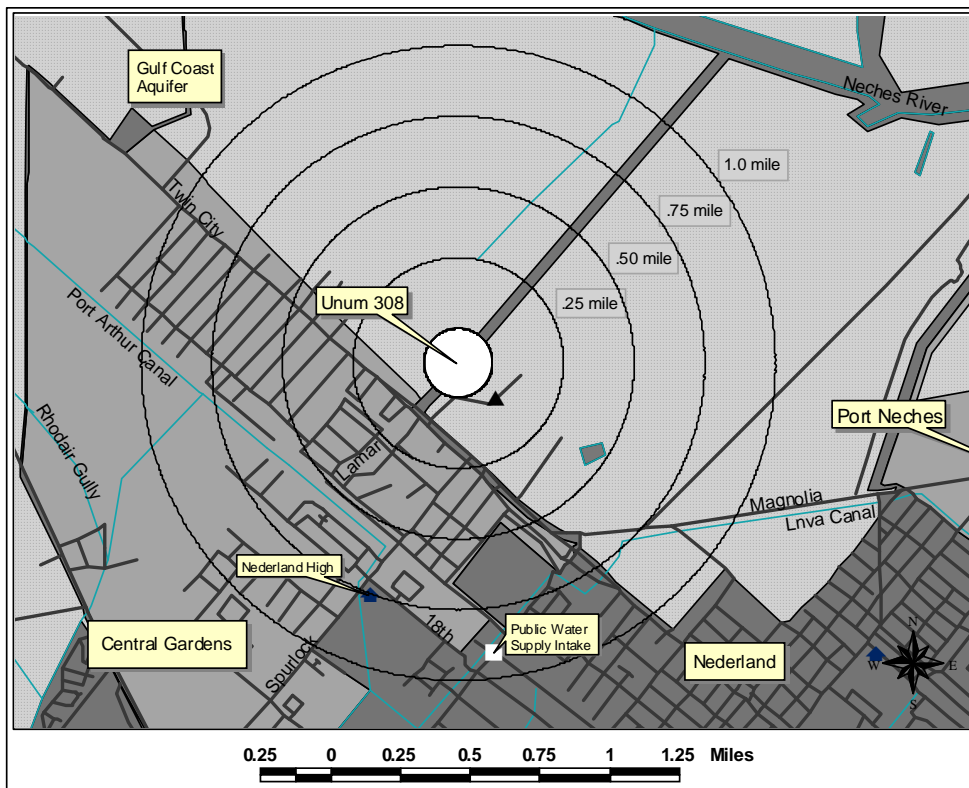 Gulf Coast
Aquifer
Neches River
1.0 mile
Twin City
.75 mile
.50 mile
Unum 308
.25 mile
Port Arthur Canal
Port Neches
Rhodair Gully
Lamar
Magnolia
Lnva Canal
Nederland High
18th
Public Water
Supply Intake
Central Gardens
Spurlock
Nederland
N
W
E
S
0.25 0 0.25 0.50 0.75 1 1.25 Miles